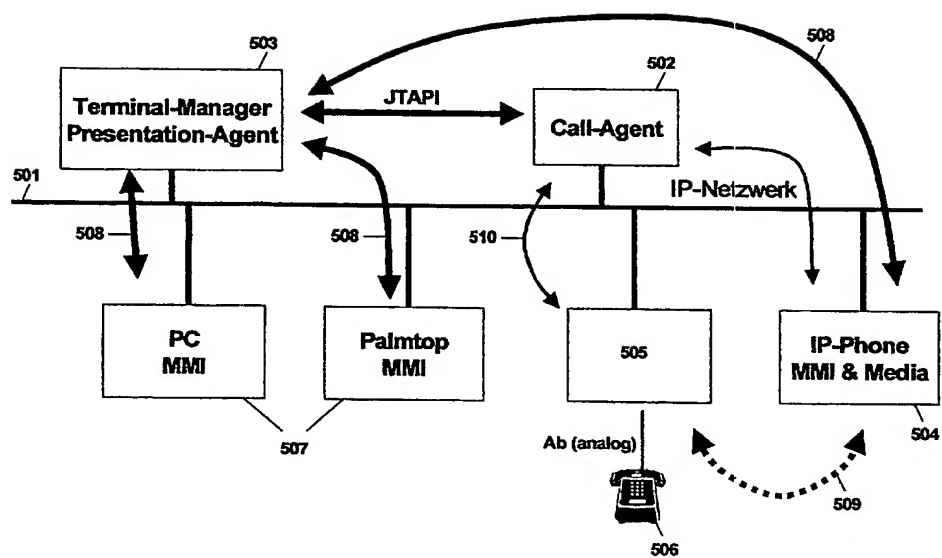 503
508
502
Terminal-Manager
Presentation-Agent
JTAPI
Call-Agent
501
IP-Netzwerk
508
508
510
PC
MMI
Palmtop
MMI
505
IP-Phone
MMI & Media
507
Ab (analog)
504
509
506